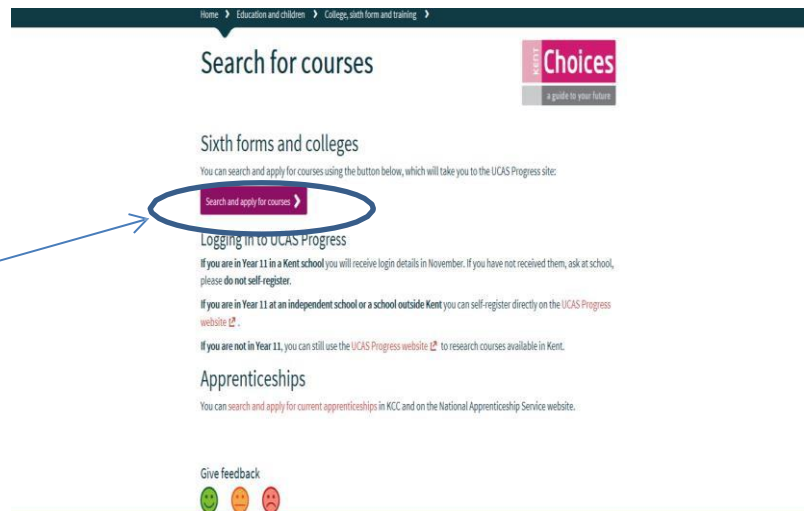 Home > Education and children > College, sixth form and training >
Search for courses
Kent
Choices
a guide to your future
Sixth forms and colleges
You can search and apply for courses using the button below, which will take you to the UCAS Progress site:
Search and apply for courses >
Logging in to UCAS Progress
If you are in Year 11 in a Kent school you will receive login details in November. If you have not received them, ask at school,
please do not self-register.
If you are in Year 11 at an independent school or a school outside Kent you can self-register directly on the UCAS Progress
website .
If you are not in Year 11, you can still use the UCAS Progress website to research courses available in Kent.
Apprenticeships
You can search and apply for current apprenticeships in KCC and on the National Apprenticeship Service website.
Give feedback